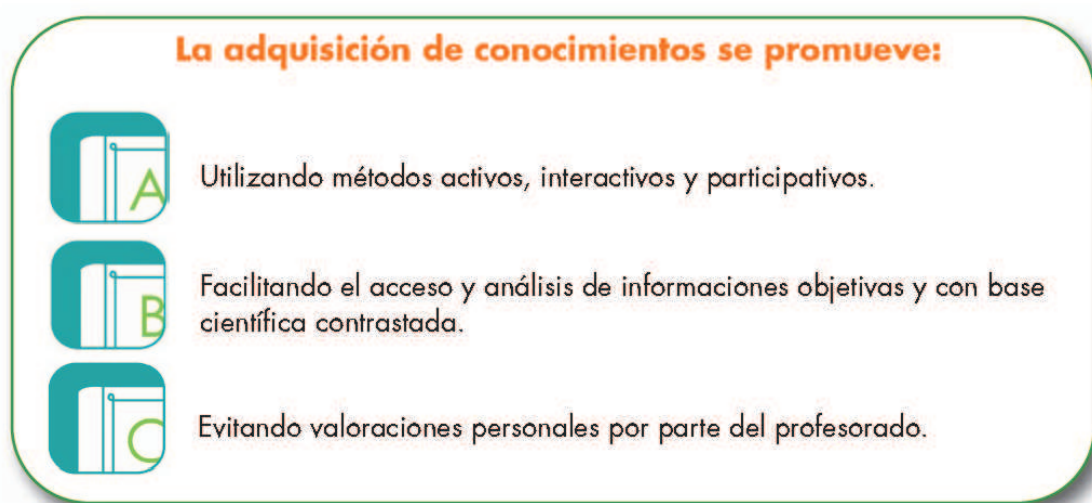 La adquisición de conocimientos se promueve:
A
Utilizando métodos activos, interactivos y participativos.
B
Facilitando el acceso y análisis de informaciones objetivas y con base
científica contrastada.
C
Evitando valoraciones personales por parte del profesorado.